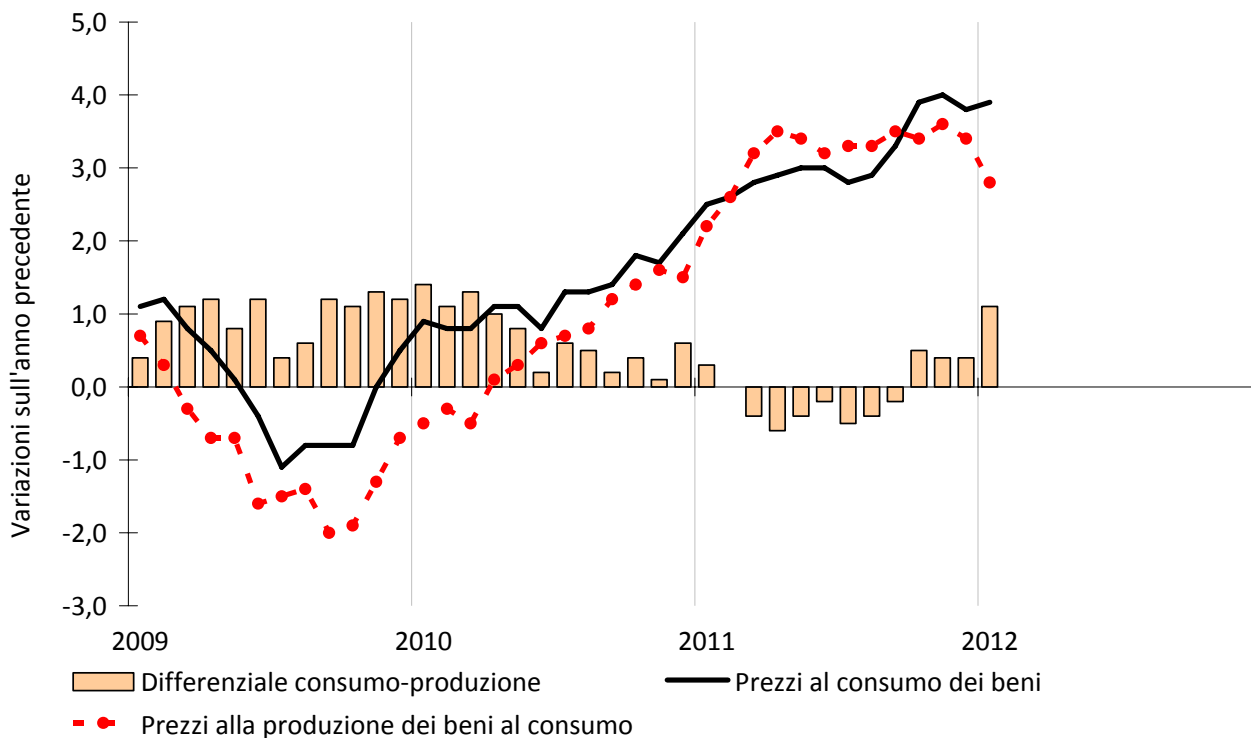 5,0
4,0
3,0
2,0
1,0
0,0
-1,0
-2,0
-3,0
Variazioni sull'anno precedente
2009 2010 2011 2012
Differenziale consumo-produzione Prezzi al consumo dei beni
Prezzi alla produzione dei beni al consumo